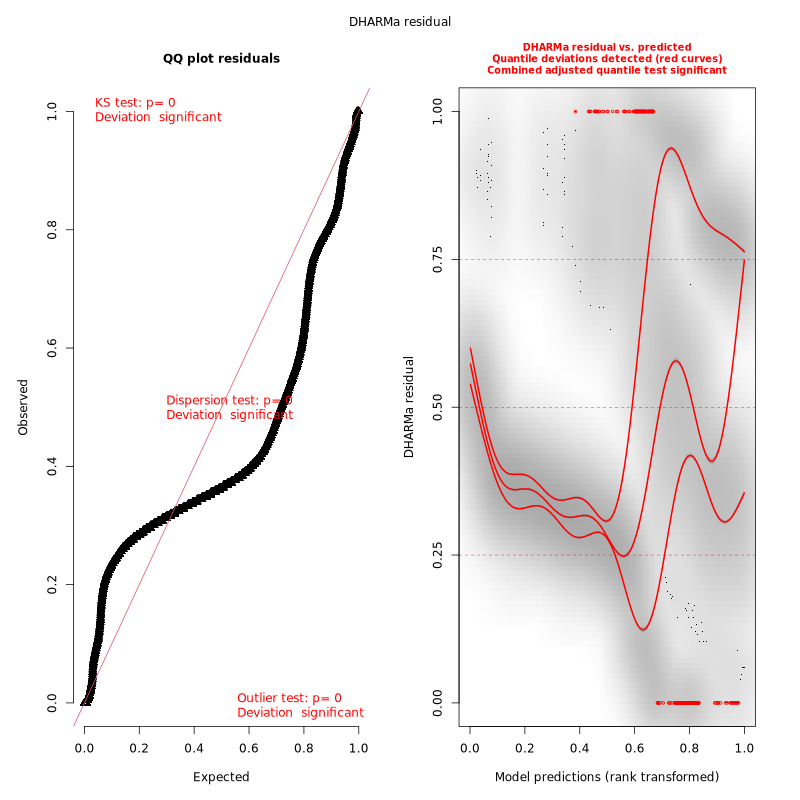 DHARMa residual
QQ plot residuals
KS test: p= 0
Deviation  significant
Dispersion test: p= 0
Deviation  significant
Outlier test: p= 0
Deviation  significant
Observed
0.0
0.2
0.4
0.6
0.8
1.0
0.0 0.2 0.4 0.6 0.8 1.0
Expected
DHARMa residual vs. predicted
Quantile deviations detected (red curves)
Combined adjusted quantile test significant
DHARMa residual
0.00
0.25
0.50
0.75
1.00
0.0 0.2 0.4 0.6 0.8 1.0
Model predictions (rank transformed)